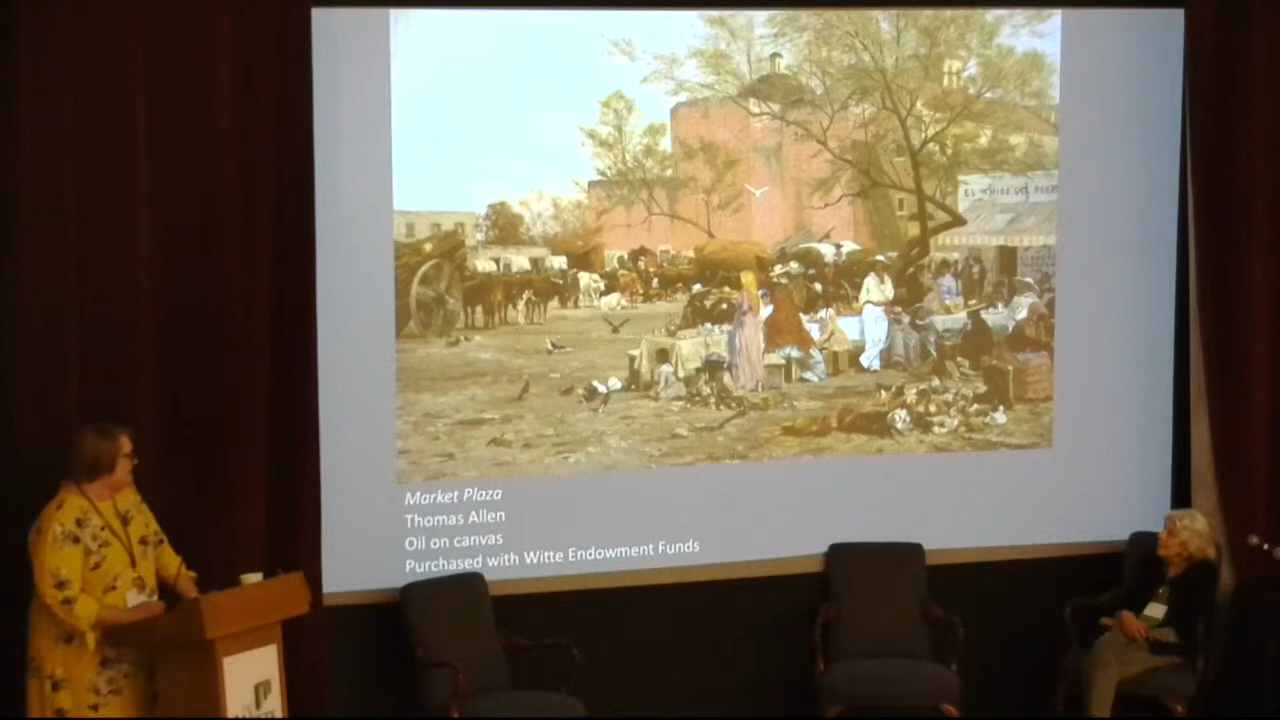 Market Plaza
Thomas Allen
Oil on canvas
Purchased with Witte Endowment Funds